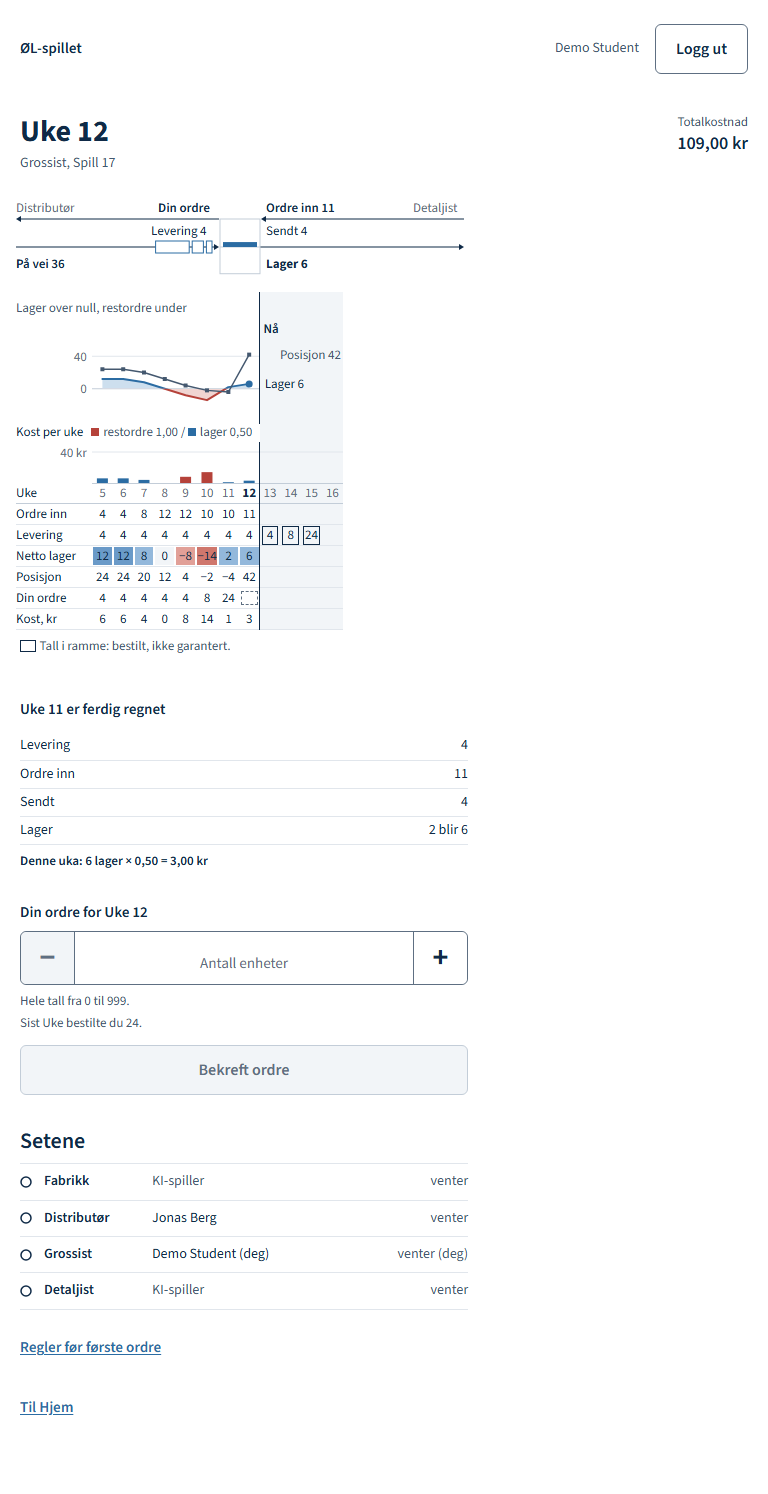 ØL-spillet
Demo Student
Logg ut
Uke 12
Grossist, Spill 17
Totalkostnad
109,00 kr
Distributør Din ordre Ordre inn 11 Detaljist
Levering 4 Sendt 4
På vei 36 Lager 6
Lager over null, restordre under
Nå
40 Posisjon 42
0 Lager 6
Kost per uke restordre 1,00 / lager 0,50
40 kr
Uke 5 6 7 8 9 10 11 12 13 14 15 16
Ordre inn 4 4 8 12 12 10 10 11
Levering 4 4 4 4 4 4 4 4 4 8 24
Netto lager 12 12 8 0 −8 −14 2 6
Posisjon 24 24 20 12 4 −2 −4 42
Din ordre 4 4 4 4 4 8 24
Kost, kr 6 6 4 0 8 14 1 3
Tall i ramme: bestilt, ikke garantert.
Uke 11 er ferdig regnet
Levering 4
Ordre inn 11
Sendt 4
Lager 2 blir 6
Denne uka: 6 lager × 0,50 = 3,00 kr
Din ordre for Uke 12
− Antall enheter +
Hele tall fra 0 til 999.
Sist Uke bestilte du 24.
Bekreft ordre
Setene
Fabrikk KI-spiller venter
Distributør Jonas Berg venter
Grossist Demo Student (deg) venter (deg)
Detaljist KI-spiller venter
Regler før første ordre
Til Hjem